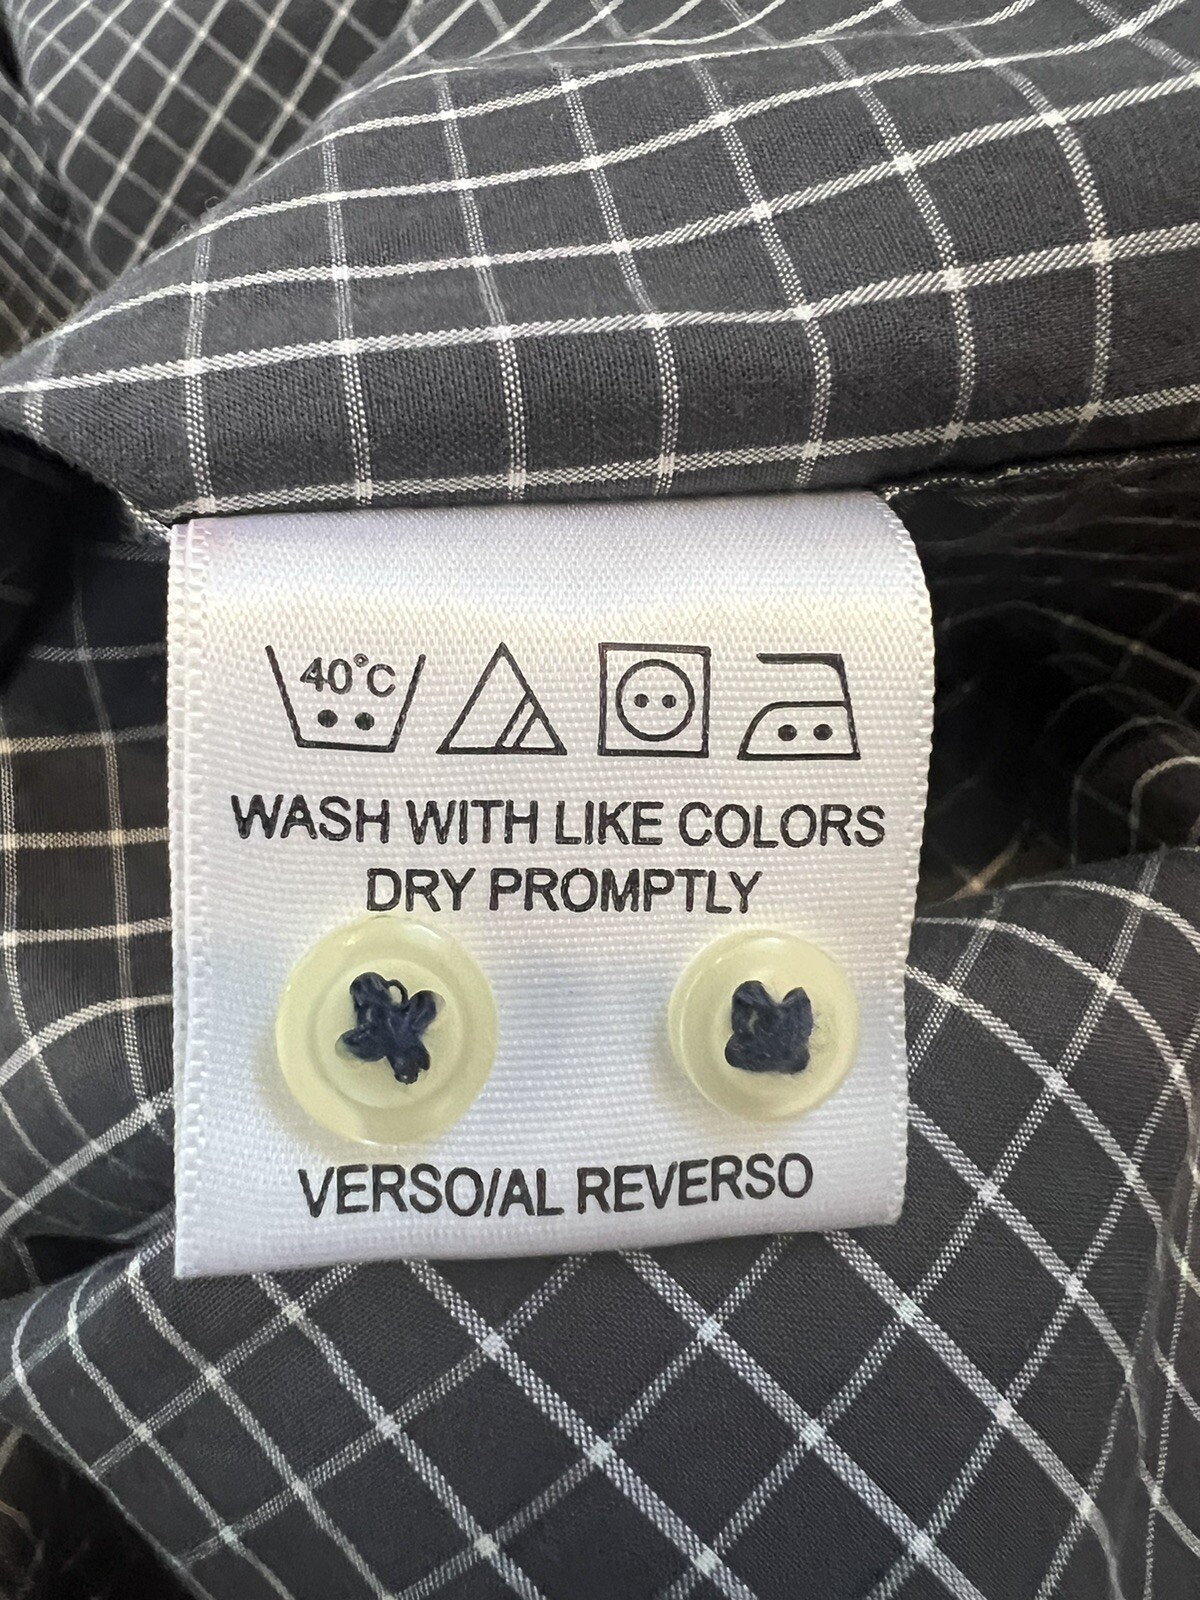 40°C
WASH WITH LIKE COLORS
DRY PROMPTLY
VERSO/AL REVERSO